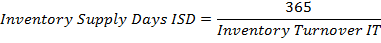 Inventory Supply Days ISD = 365 / Inventory Turnover IT